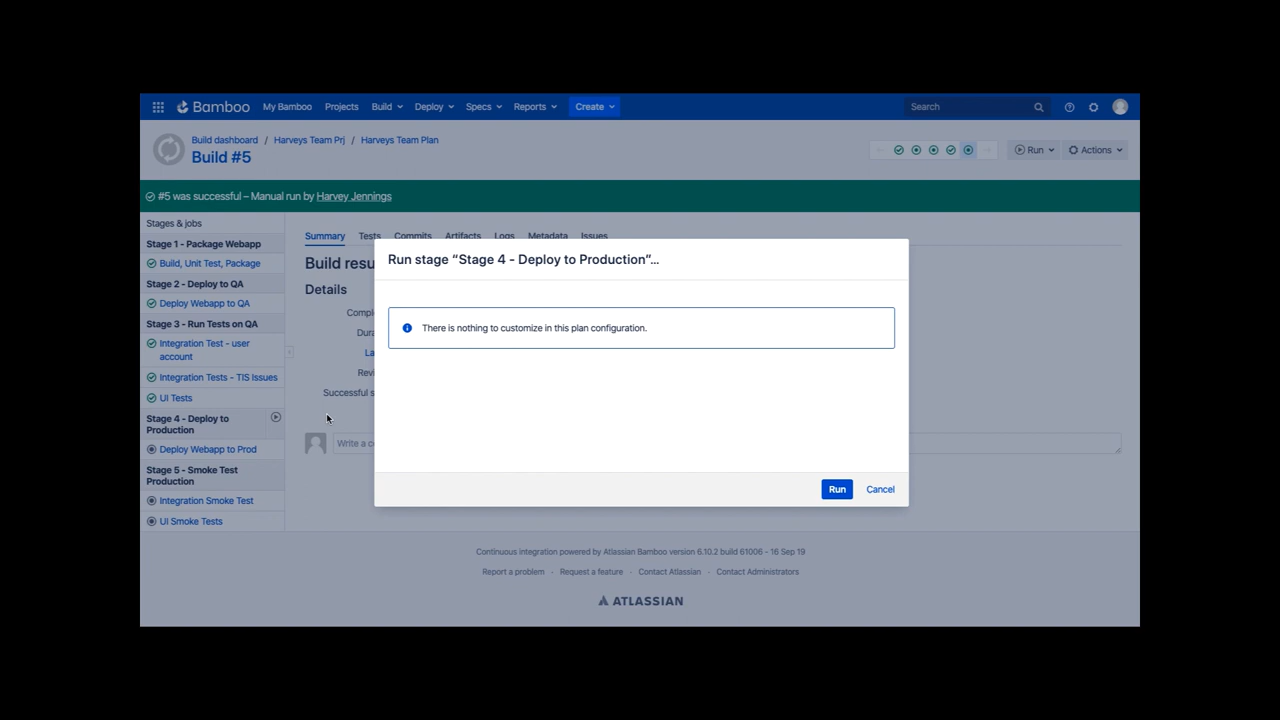 Bamboo My Bamboo Projects Build Deploy Specs Reports Create Search
Build dashboard / Harveys Team Prj / Harveys Team Plan
Build #5
Run Actions
#5 was successful – Manual run by Harvey Jennings
Stages & jobs
Stage 1 - Package Webapp
Build, Unit Test, Package
Stage 2 - Deploy to QA
Deploy Webapp to QA
Stage 3 - Run Tests on QA
Integration Test - user
account
Integration Tests - TIS Issues
UI Tests
Stage 4 - Deploy to
Production
Deploy Webapp to Prod
Stage 5 - Smoke Test
Production
Integration Smoke Test
UI Smoke Tests
Summary Tests Commits Artifacts Logs Metadata Issues
Build resu
Details
Comple
Dura
La
Revi
Successful s
Write a c
Run stage “Stage 4 - Deploy to Production”...
There is nothing to customize in this plan configuration.
Run Cancel
Continuous integration powered by Atlassian Bamboo version 6.10.2 build 61006 - 16 Sep 19
Report a problem · Request a feature · Contact Atlassian · Contact Administrators
ATLASSIAN